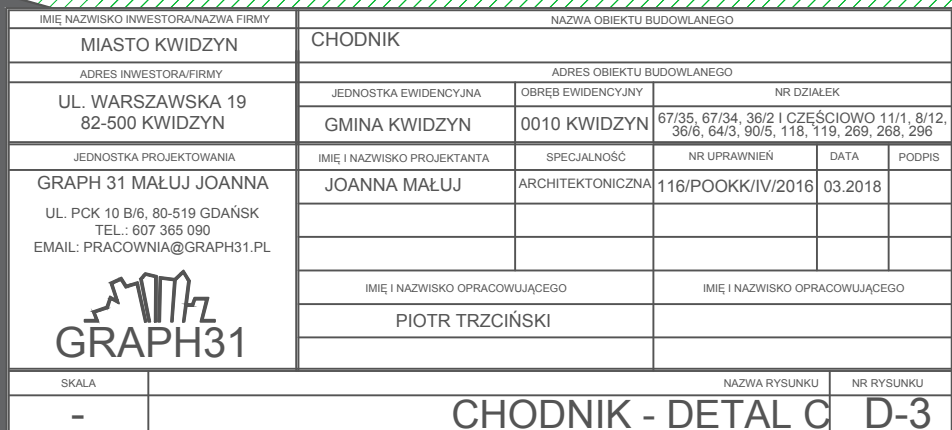 IMIĘ NAZWISKO INWESTORA/NAZWA FIRMY
MIASTO KWIDZYN
ADRES INWESTORA/FIRMY
UL. WARSZAWSKA 19
82-500 KWIDZYN
NAZWA OBIEKTU BUDOWLANEGO
CHODNIK
ADRES OBIEKTU BUDOWLANEGO
JEDNOSTKA EWIDENCYJNA
GMINA KWIDZYN
OBRĘB EWIDENCYJNY
0010 KWIDZYN
NR DZIAŁEK
67/35, 67/34, 36/2 I CZĘŚCIOWO 11/1, 8/12,
36/6, 64/3, 90/5, 118, 119, 269, 268, 296
JEDNOSTKA PROJEKTOWANIA
GRAPH 31 MAŁUJ JOANNA
UL. PCK 10 B/6, 80-519 GDAŃSK
TEL.: 607 365 090
EMAIL: PRACOWNIA@GRAPH31.PL
GRAPH31
IMIĘ I NAZWISKO PROJEKTANTA
JOANNA MAŁUJ
SPECJALNOŚĆ
ARCHITEKTONICZNA
NR UPRAWNIEŃ
116/POOKK/IV/2016
DATA
03.2018
PODPIS
IMIĘ I NAZWISKO OPRACOWUJĄCEGO
PIOTR TRZCIŃSKI
IMIĘ I NAZWISKO OPRACOWUJĄCEGO
SKALA
-
NAZWA RYSUNKU
CHODNIK - DETAL C
NR RYSUNKU
D-3